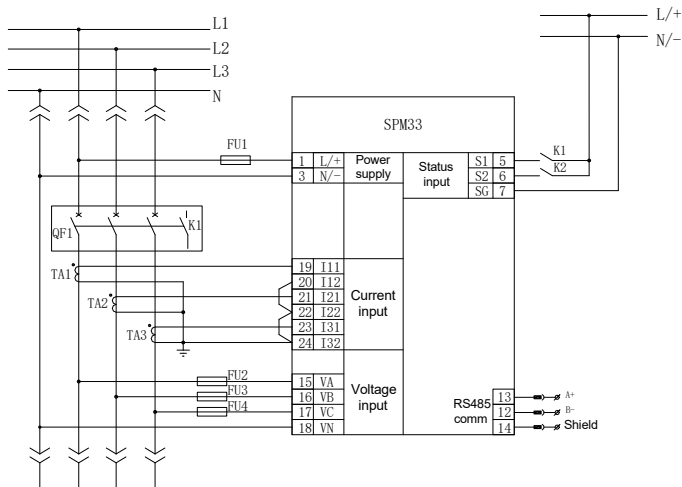 L1
L2
L3
N
L/+
N/-
SPM33
FU1
1 L/+ Power supply
3 N/-
Status input
S1 5
S2 6
SG 7
K1
K2
QF1
K1
TA1
TA2
TA3
19 I11
20 I12
21 I21
22 I22
23 I31
24 I32
Current input
FU2
FU3
FU4
15 VA
16 VB
17 VC
18 VN
Voltage input
RS485 comm
13 A+
12 B-
14 Shield